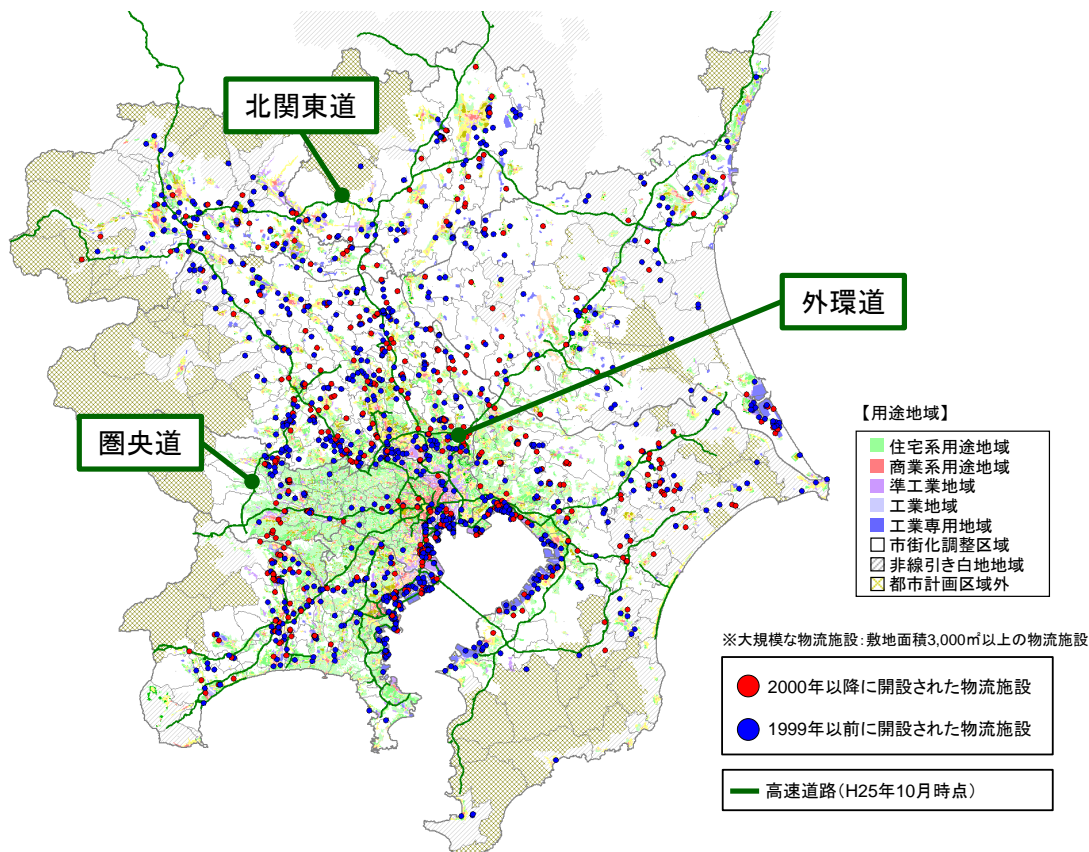 北関東道
外環道
圏央道
【用途地域】
住宅系用途地域
商業系用途地域
準工業地域
工業地域
工業専用地域
市街化調整区域
非線引き白地地域
都市計画区域外
※大規模な物流施設:敷地面積3,000㎡以上の物流施設
2000年以降に開設された物流施設
1999年以前に開設された物流施設
高速道路(H25年10月時点)